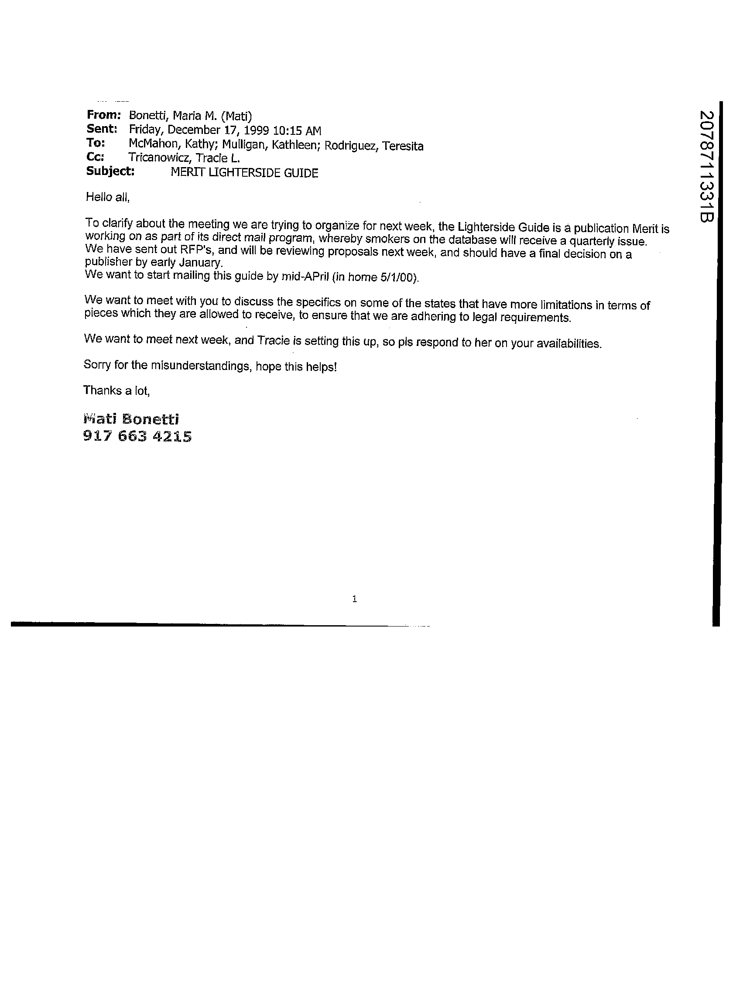 From: Bonetti, Maria M. (Mati)
Sent: Friday, December 17, 1999 10:15 AM
To: McMahon, Kathy; Mulligan, Kathleen; Rodriguez, Teresita
Cc: Tricanowicz, Tracie L.
Subject: MERIT LIGHTERSIDE GUIDE
Hello all,
To clarify about the meeting we are trying to organize for next week, the Lighterside Guide is a publication Merit is
working on as part of its direct mail program, whereby smokers on the database will receive a quarterly issue.
We have sent out RFP's, and will be reviewing proposals next week, and should have a final decision on a
publisher by early January.
We want to start mailing this guide by mid-APril (in home 5/1/00).
We want to meet with you to discuss the specifics on some of the states that have more limitations in terms of
pieces which they are allowed to receive, to ensure that we are adhering to legal requirements.
We want to meet next week, and Tracie is setting this up, so pls respond to her on your availabilities.
Sorry for the misunderstandings, hope this helps!
Thanks a lot,
Mati Bonetti
917 663 4215
1
2078711331B